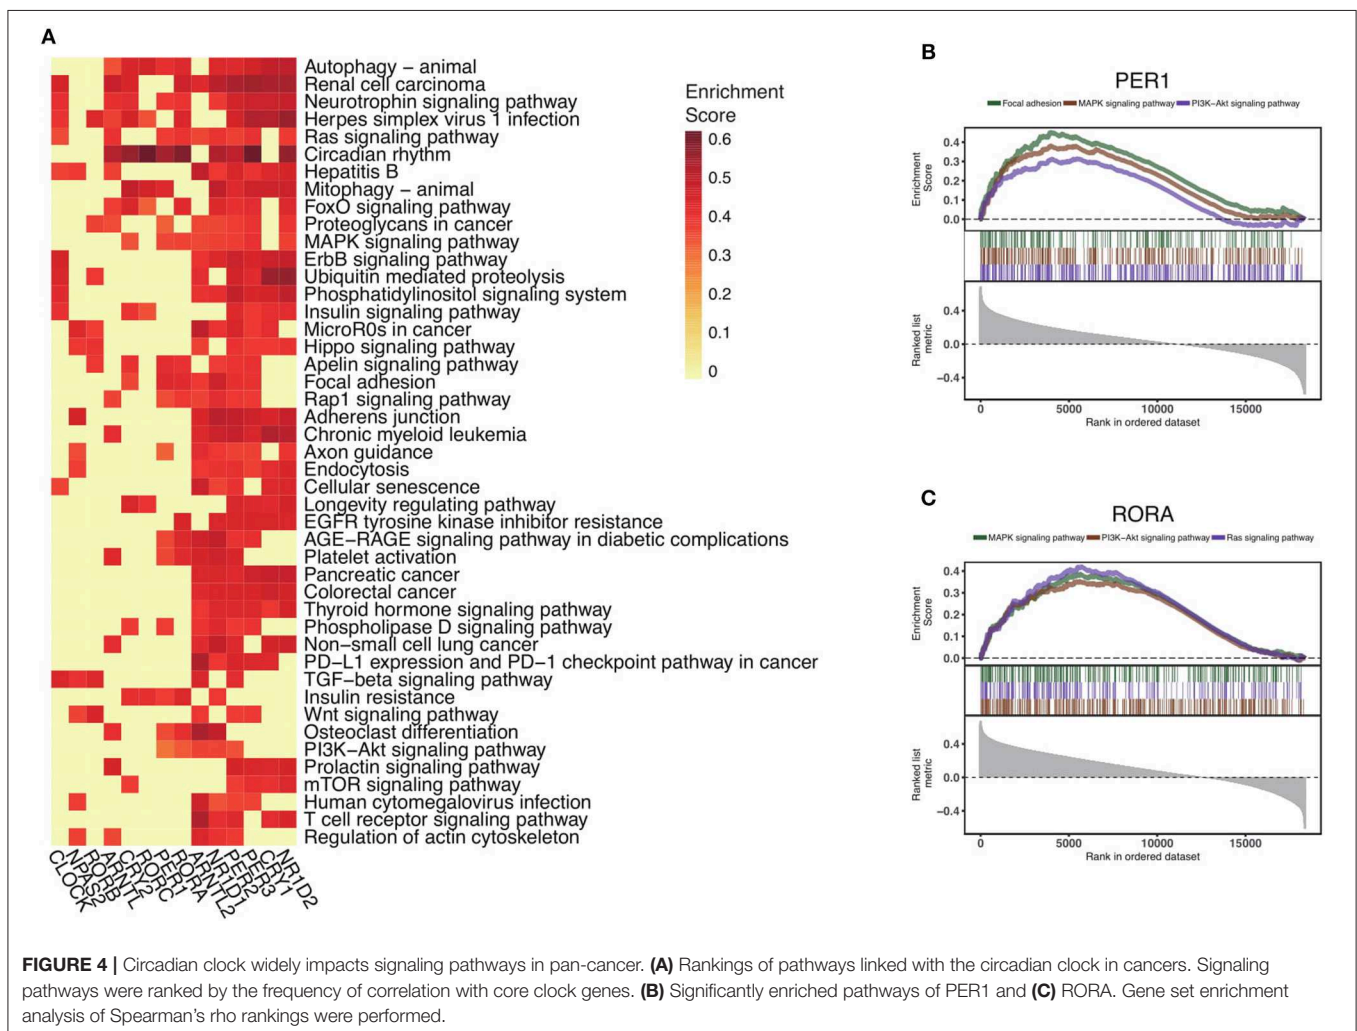 A
Autophagy − animal
Renal cell carcinoma
Neurotrophin signaling pathway
Herpes simplex virus 1 infection
Ras signaling pathway
Circadian rhythm
Hepatitis B
Mitophagy − animal
FoxO signaling pathway
Proteoglycans in cancer
MAPK signaling pathway
ErbB signaling pathway
Ubiquitin mediated proteolysis
Phosphatidylinositol signaling system
Insulin signaling pathway
MicroR0s in cancer
Hippo signaling pathway
Apelin signaling pathway
Focal adhesion
Rap1 signaling pathway
Adherens junction
Chronic myeloid leukemia
Axon guidance
Endocytosis
Cellular senescence
Longevity regulating pathway
EGFR tyrosine kinase inhibitor resistance
AGE−RAGE signaling pathway in diabetic complications
Platelet activation
Pancreatic cancer
Colorectal cancer
Thyroid hormone signaling pathway
Phospholipase D signaling pathway
Non−small cell lung cancer
PD−L1 expression and PD−1 checkpoint pathway in cancer
TGF−beta signaling pathway
Insulin resistance
Wnt signaling pathway
Osteoclast differentiation
PI3K−Akt signaling pathway
Prolactin signaling pathway
mTOR signaling pathway
Human cytomegalovirus infection
T cell receptor signaling pathway
Regulation of actin cytoskeleton
CLOCK
NPAS2
RORB
ARNTL
CRY2
RORC
PER1
RORA
ARNTL2
NR1D1
PER2
PER3
CRY1
NR1D2
Enrichment
Score
0.6
0.5
0.4
0.3
0.2
0.1
0
B
PER1
Focal adhesion MAPK signaling pathway PI3K−Akt signaling pathway
Enrichment
Score
0.4
0.3
0.2
0.1
0.0
Ranked list
metric
0.4
0.0
−0.4
0 5000 10000 15000
Rank in ordered dataset
C
RORA
MAPK signaling pathway PI3K−Akt signaling pathway Ras signaling pathway
Enrichment
Score
0.4
0.3
0.2
0.1
0.0
Ranked list
metric
0.4
0.0
−0.4
0 5000 10000 15000
Rank in ordered dataset
FIGURE 4 | Circadian clock widely impacts signaling pathways in pan-cancer. (A) Rankings of pathways linked with the circadian clock in cancers. Signaling
pathways were ranked by the frequency of correlation with core clock genes. (B) Significantly enriched pathways of PER1 and (C) RORA. Gene set enrichment
analysis of Spearman's rho rankings were performed.